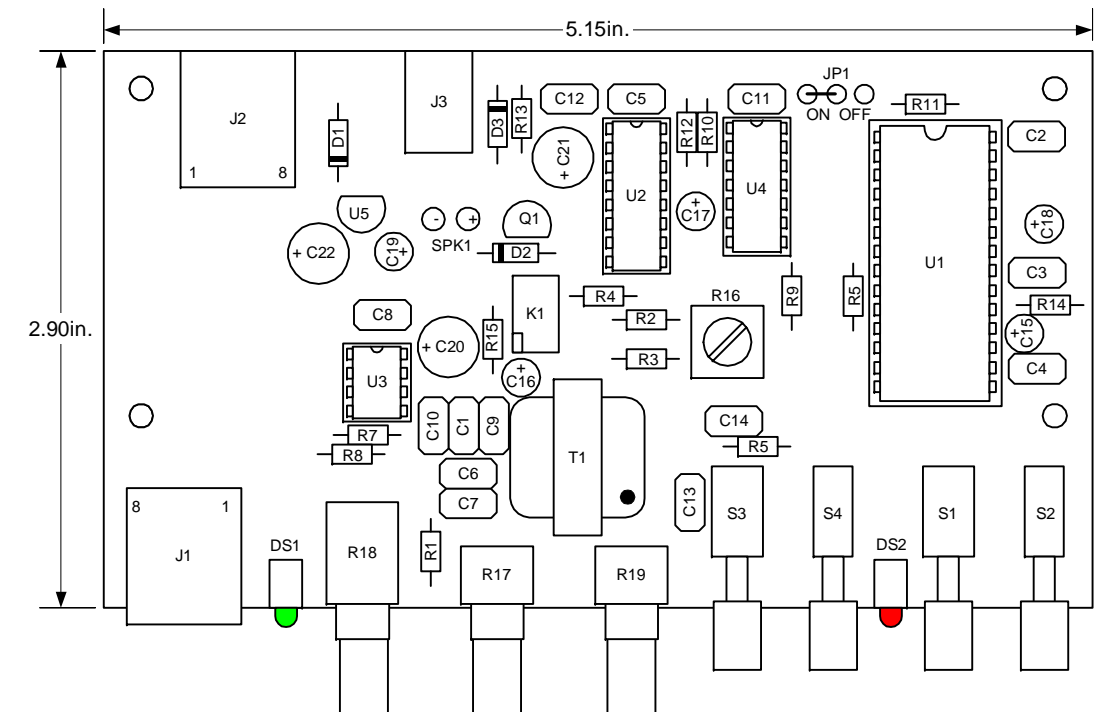 5.15in.
2.90in.
J2
1 8
J3
D1
D3
R13
C12
C5
C21
+
U2
R12
R10
C11
U4
C17
+
JP1
ON OFF
R11
U1
C2
C18
+
C3
R14
C15
+
C4
U5
+ C22
C19
+
- +
SPK1
Q1
D2
K1
R4
R2
R3
R16
R9
R5
C8
U3
+ C20
R15
+
C16
R7
R8
C10
C1
C9
C6
C7
T1
C14
R5
C13
8 1
J1
DS1
R18
R1
R17
R19
S3
S4
DS2
S1
S2